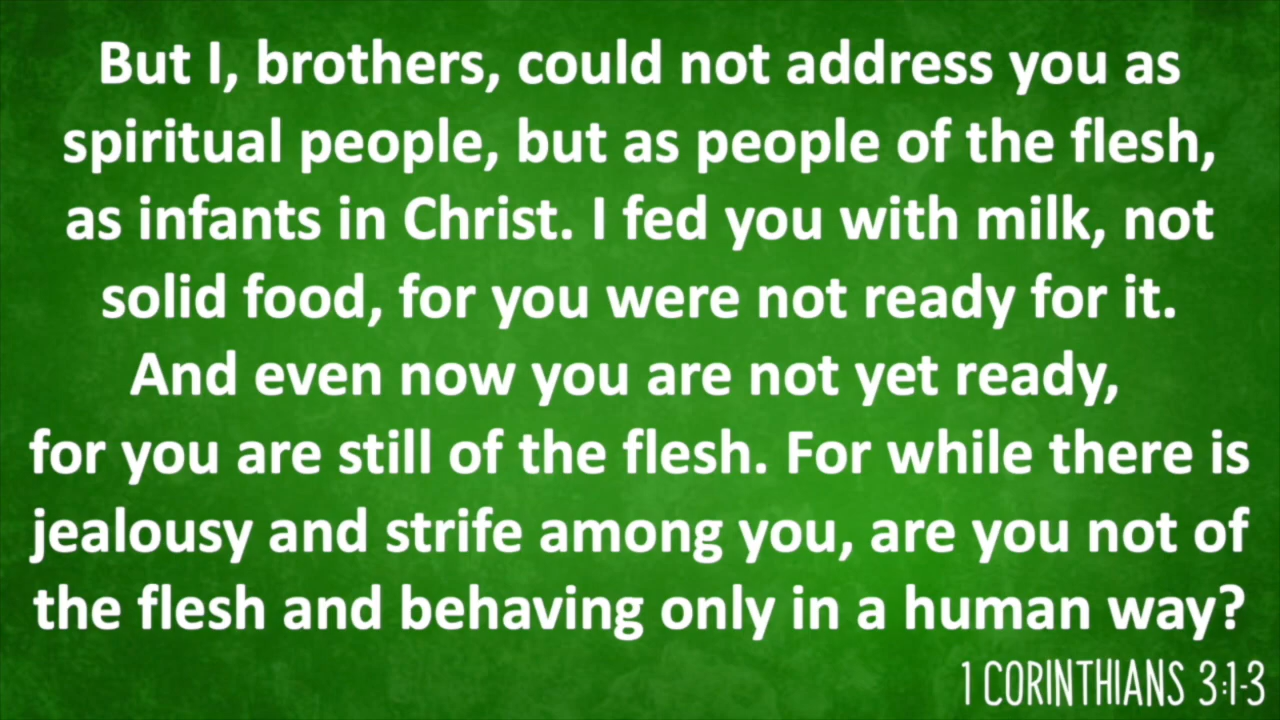 But I, brothers, could not address you as
spiritual people, but as people of the flesh,
as infants in Christ. I fed you with milk, not
solid food, for you were not ready for it.
And even now you are not yet ready,
for you are still of the flesh. For while there is
jealousy and strife among you, are you not of
the flesh and behaving only in a human way?
1 CORINTHIANS 3:1-3